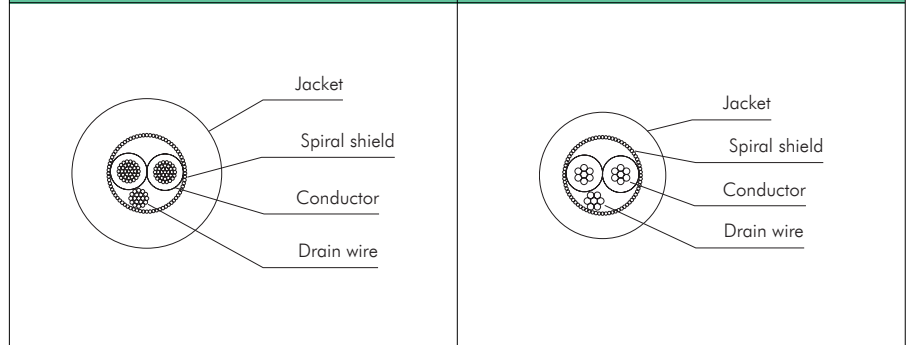 Jacket
Spiral shield
Conductor
Drain wire
Jacket
Spiral shield
Conductor
Drain wire